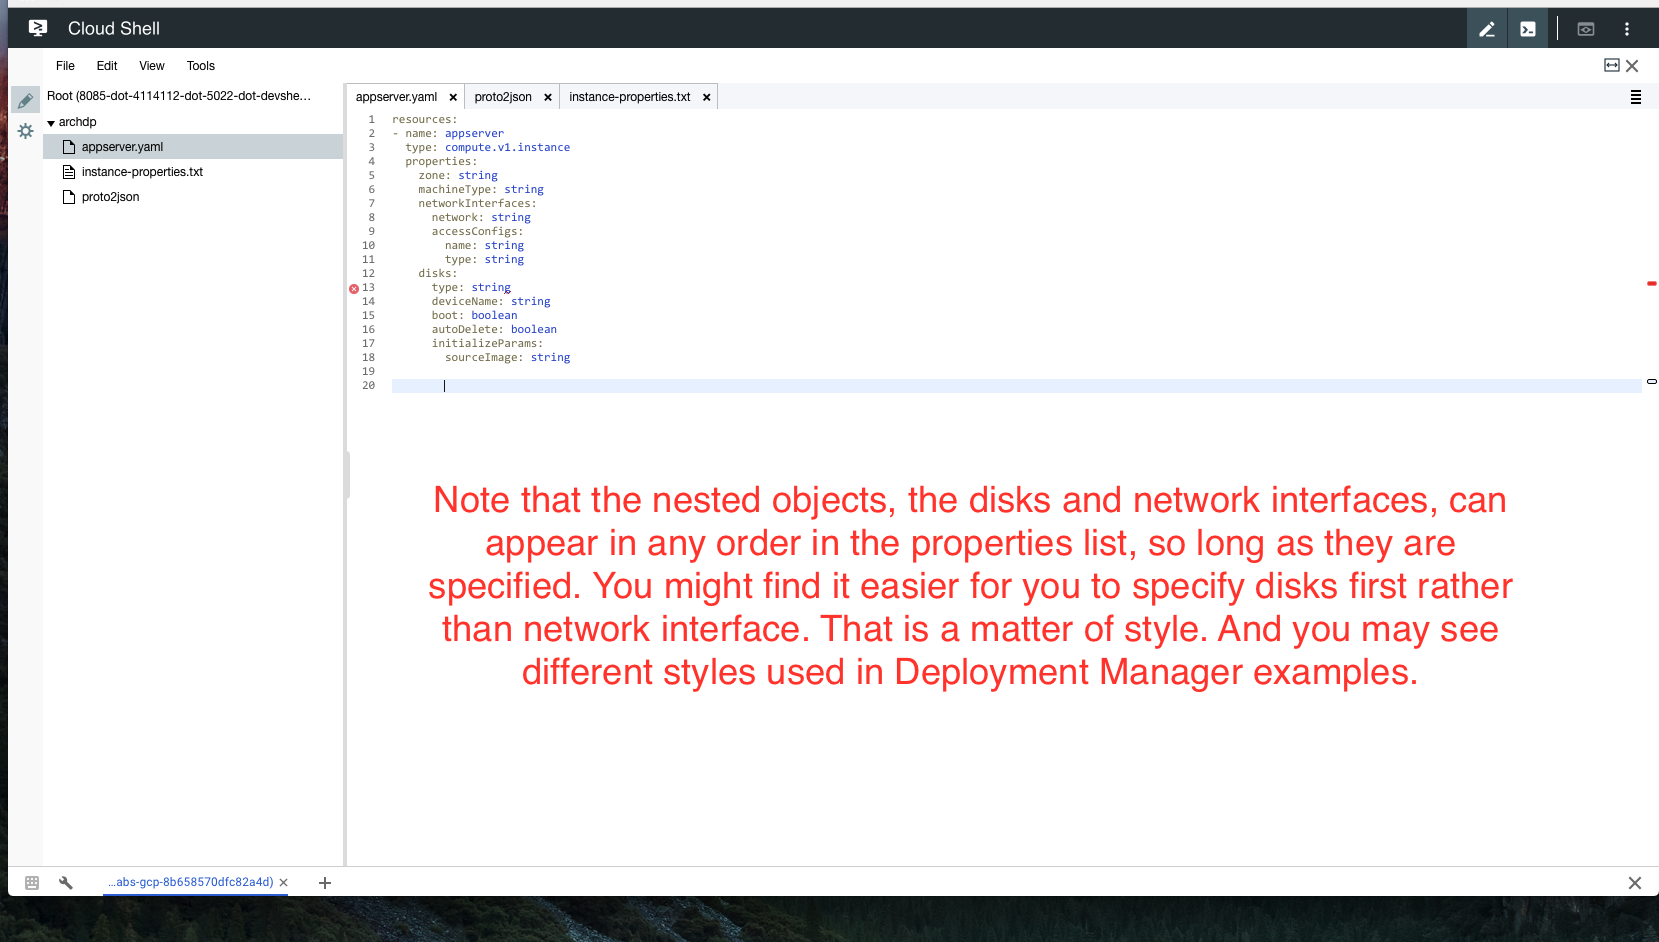 Cloud Shell
File Edit View Tools
Root (8085-dot-4114112-dot-5022-dot-devshe...
archdp
appserver.yaml
instance-properties.txt
proto2json
appserver.yaml × proto2json × instance-properties.txt ×
1 resources:
2 - name: appserver
3   type: compute.v1.instance
4   properties:
5     zone: string
6     machineType: string
7     networkInterfaces:
8       network: string
9       accessConfigs:
10         name: string
11         type: string
12     disks:
13       type: string
14       deviceName: string
15       boot: boolean
16       autoDelete: boolean
17       initializeParams:
18         sourceImage: string
19
20
Note that the nested objects, the disks and network interfaces, can
appear in any order in the properties list, so long as they are
specified. You might find it easier for you to specify disks first rather
than network interface. That is a matter of style. And you may see
different styles used in Deployment Manager examples.
...abs-gcp-8b658570dfc82a4d) × +